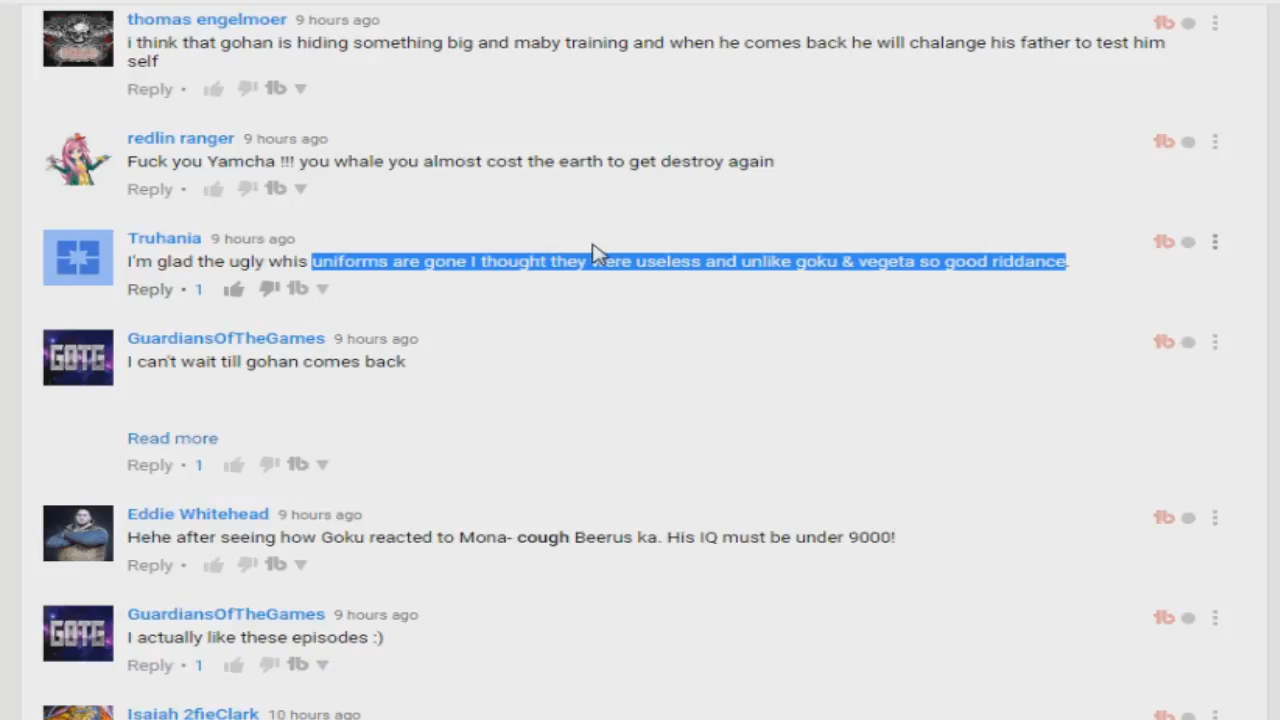 thomas engelmoer 9 hours ago
i think that gohan is hiding something big and maby training and when he comes back he will chalange his father to test him
self
Reply •
redlin ranger 9 hours ago
Fuck you Yamcha !!! you whale you almost cost the earth to get destroy again
Reply •
Truhania 9 hours ago
I'm glad the ugly whis uniforms are gone I thought they were useless and unlike goku & vegeta so good riddance.
Reply • 1
GOTG
GuardiansOfTheGames 9 hours ago
I can't wait till gohan comes back
Read more
Reply • 1
Eddie Whitehead 9 hours ago
Hehe after seeing how Goku reacted to Mona- cough Beerus ka. His IQ must be under 9000!
Reply •
GOTG
GuardiansOfTheGames 9 hours ago
I actually like these episodes :)
Reply • 1
Isaiah 2fieClark 10 hours ago